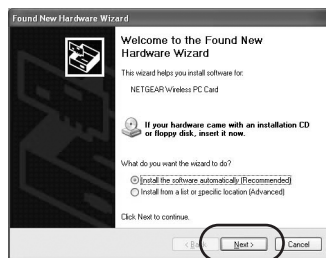 Found New Hardware Wizard
Welcome to the Found New
Hardware Wizard
This wizard helps you install software for:
NETGEAR Wireless PC Card
If your hardware came with an installation CD
or floppy disk, insert it now.
What do you want the wizard to do?
Install the software automatically (Recommended)
Install from a list or specific location (Advanced)
Click Next to continue.
< Back Next > Cancel